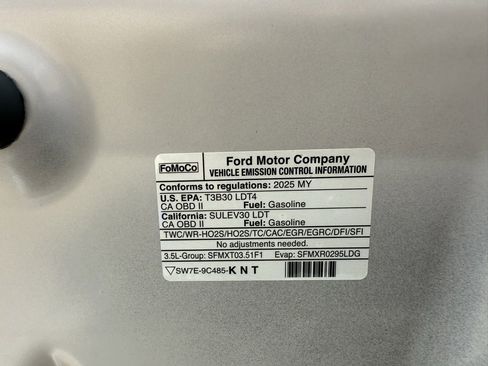 FoMoCo
Ford Motor Company
VEHICLE EMISSION CONTROL INFORMATION
Conforms to regulations: 2025 MY
U.S. EPA: T3B30 LDT4
CA OBD II Fuel: Gasoline
California: SULEV30 LDT
CA OBD II Fuel: Gasoline
TWC/WR-HO2S/HO2S/TC/CAC/EGR/EGRC/DFI/SFI
No adjustments needed.
3.5L-Group: SFMXT03.51F1 Evap: SFMXR0295LDG
SW7E-9C485-KNT